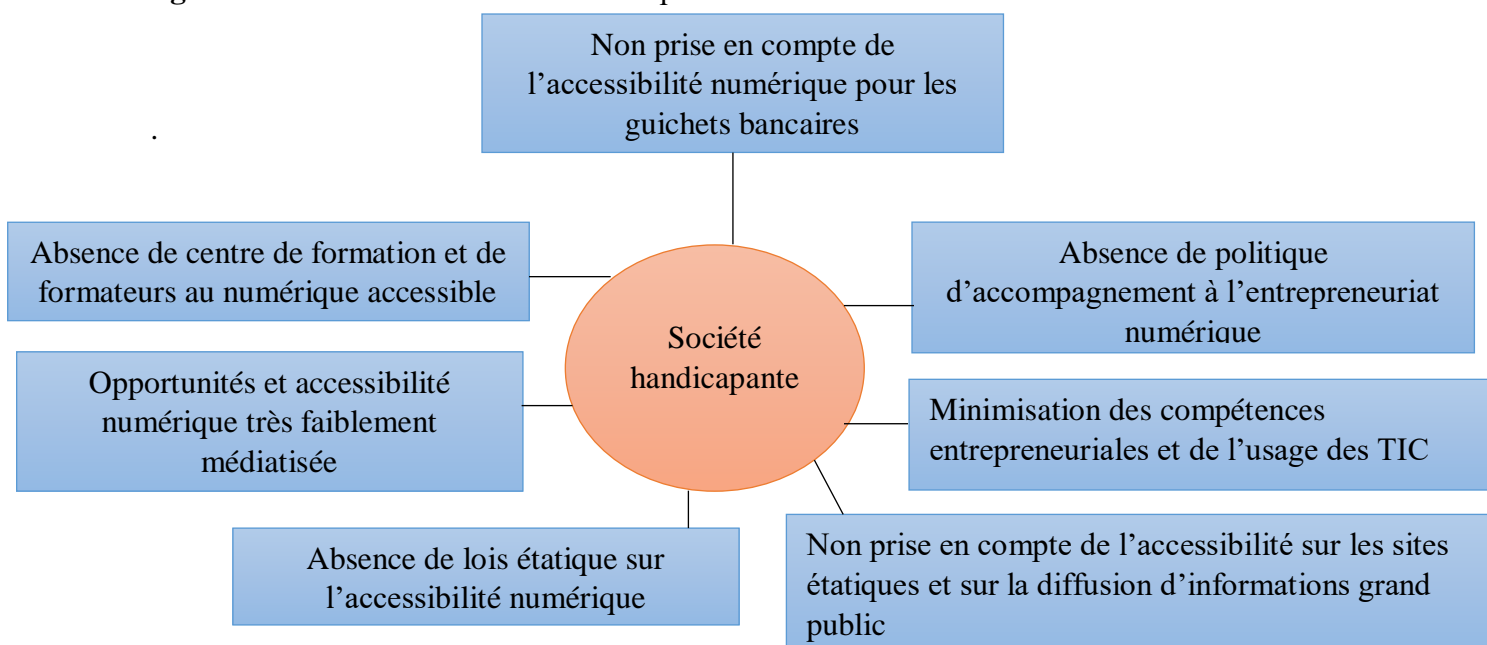 Non prise en compte de
l’accessibilité numérique pour les
guichets bancaires
.
Absence de centre de formation et de
formateurs au numérique accessible
Absence de politique
d’accompagnement à l’entrepreneuriat
numérique
Société
handicapante
Opportunités et accessibilité
numérique très faiblement
médiatisée
Minimisation des compétences
entrepreneuriales et de l’usage des TIC
Absence de lois étatique sur
l’accessibilité numérique
Non prise en compte de l’accessibilité sur les sites
étatiques et sur la diffusion d’informations grand
public